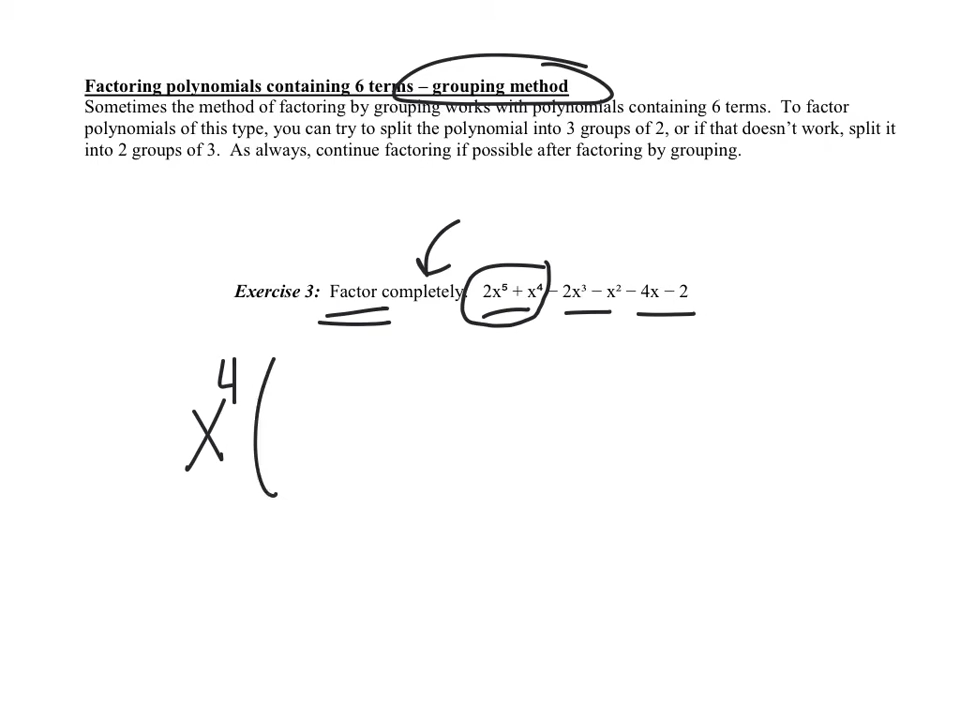 Factoring polynomials containing 6 terms – grouping method
Sometimes the method of factoring by grouping works with polynomials containing 6 terms. To factor
polynomials of this type, you can try to split the polynomial into 3 groups of 2, or if that doesn’t work, split it
into 2 groups of 3. As always, continue factoring if possible after factoring by grouping.
Exercise 3: Factor completely: 2x⁵ + x⁴ – 2x³ – x² – 4x – 2
x⁴(